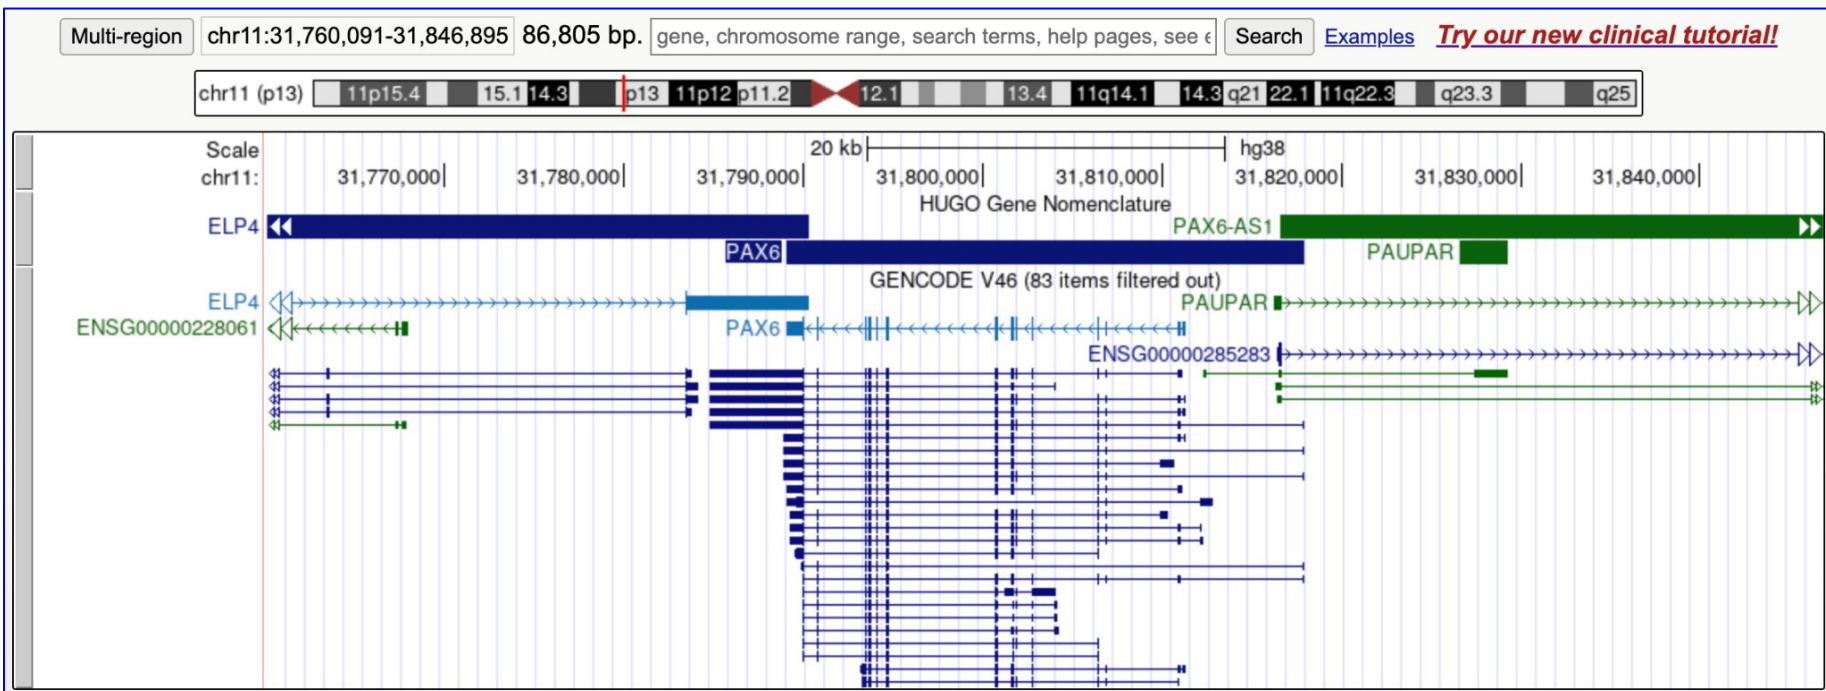 Multi-region chr11:31,760,091-31,846,895 86,805 bp. gene, chromosome range, search terms, help pages, see e Search Examples Try our new clinical tutorial!
chr11 (p13) 11p15.4 15.1 14.3 p13 11p12 p11.2 12.1 13.4 11q14.1 14.3 q21 22.1 11q22.3 q23.3 q25
Scale 20 kb hg38
chr11: 31,770,000 31,780,000 31,790,000 31,800,000 31,810,000 31,820,000 31,830,000 31,840,000
HUGO Gene Nomenclature
ELP4 PAX6-AS1
PAX6 PAUPAR
GENCODE V46 (83 items filtered out)
ELP4 PAUPAR
ENSG00000228061 PAX6
ENSG00000285283